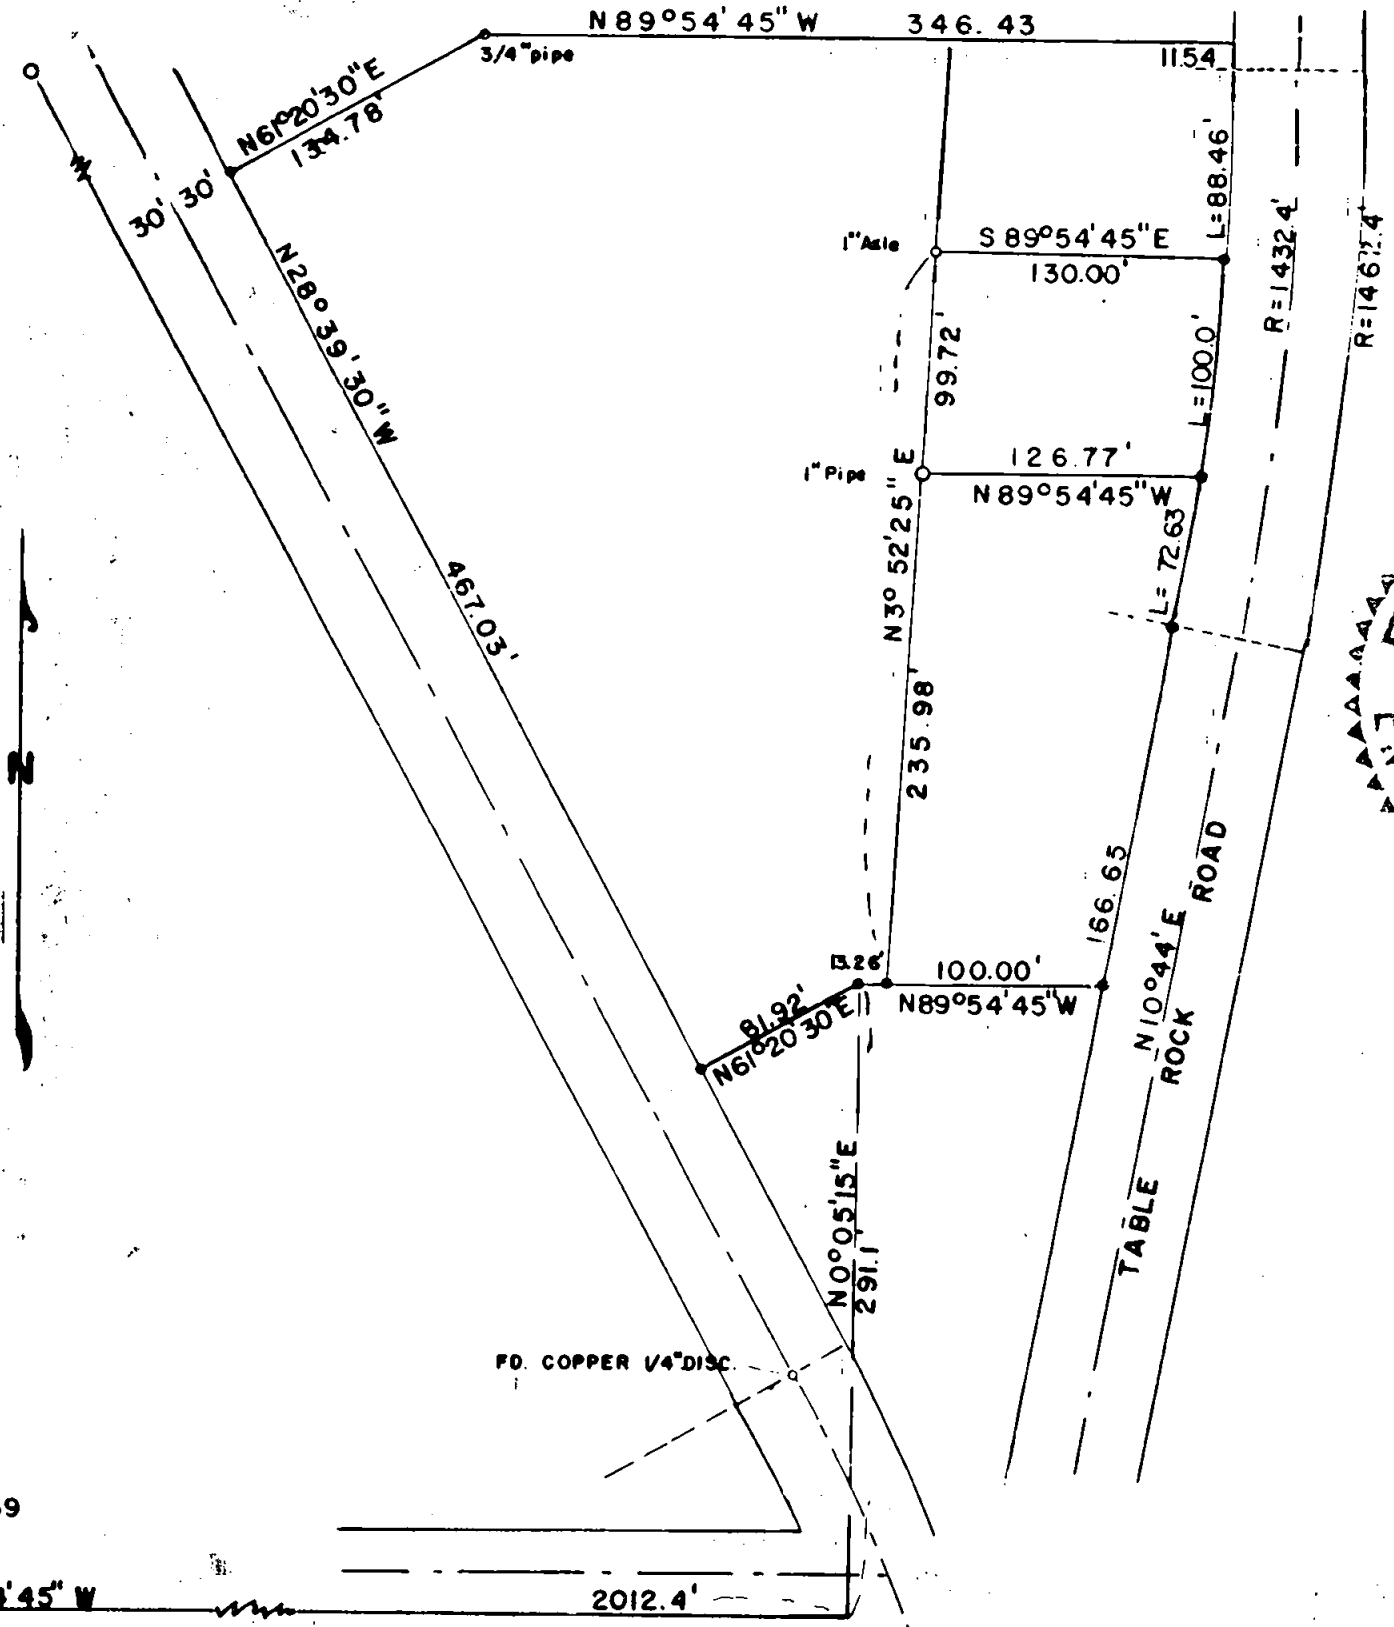 N89°54'45"W 346.43
3/4"pipe
11.54
N61°20'30"E
134.78'
30' 30'
L=88.46'
1"Axle
S89°54'45"E
130.00'
R=1432.4'
N28°39'30"W
99.72'
L=100.0'
126.77'
1"Pipe
N89°54'45"W
N3°52'25"E
L=72.63
467.03'
235.98'
166.65
ROAD
N10°44'E
ROCK
TABLE
13.26'
100.00'
N89°54'45"W
81.92'
N61°20'30"E
N
N0°05'15"E
291.1'
FD. COPPER 1/4"DISC.
9
'45" W
2012.4'